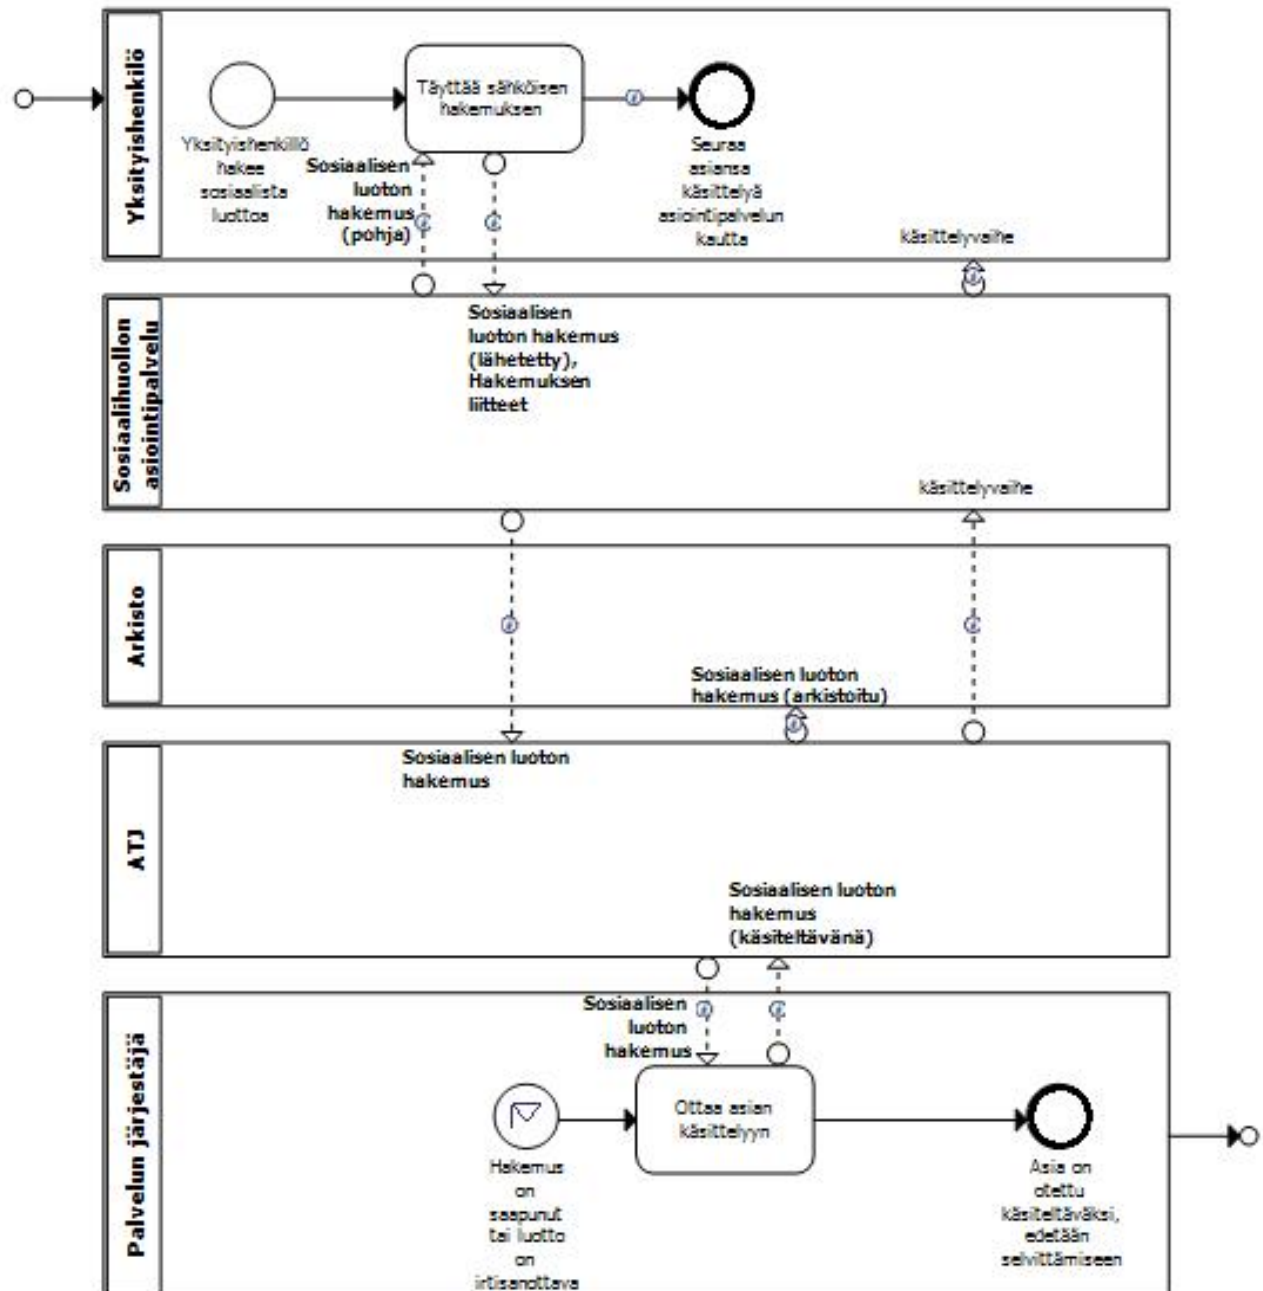 Yksityishenkilö
Täyttää sähköisen
hakemuksen
Yksityishenkillö
hakee
sosiaalista
luottoa
Sosiaalisen
luoton
hakemus
(pohja)
Seuraa
asiansa
käsittelyä
asiointipalvelun
kautta
käsittelyvaihe
Sosiaalihuollon
asiointipalvelu
Sosiaalisen
luoton hakemus
(lähetetty),
Hakemuksen
liitteet
käsittelyvaihe
Arkisto
Sosiaalisen luoton
hakemus (arkistoitu)
ATJ
Sosiaalisen luoton
hakemus
Sosiaalisen luoton
hakemus
(käsiteltävänä)
Palvelun järjestäjä
Sosiaalisen
luoton
hakemus
Ottaa asian
käsittelyyn
Hakemus
on
saapunut
tai luotto
on
irtisanottava
Asia on
otettu
käsiteltäväksi,
edetään
selvittämiseen